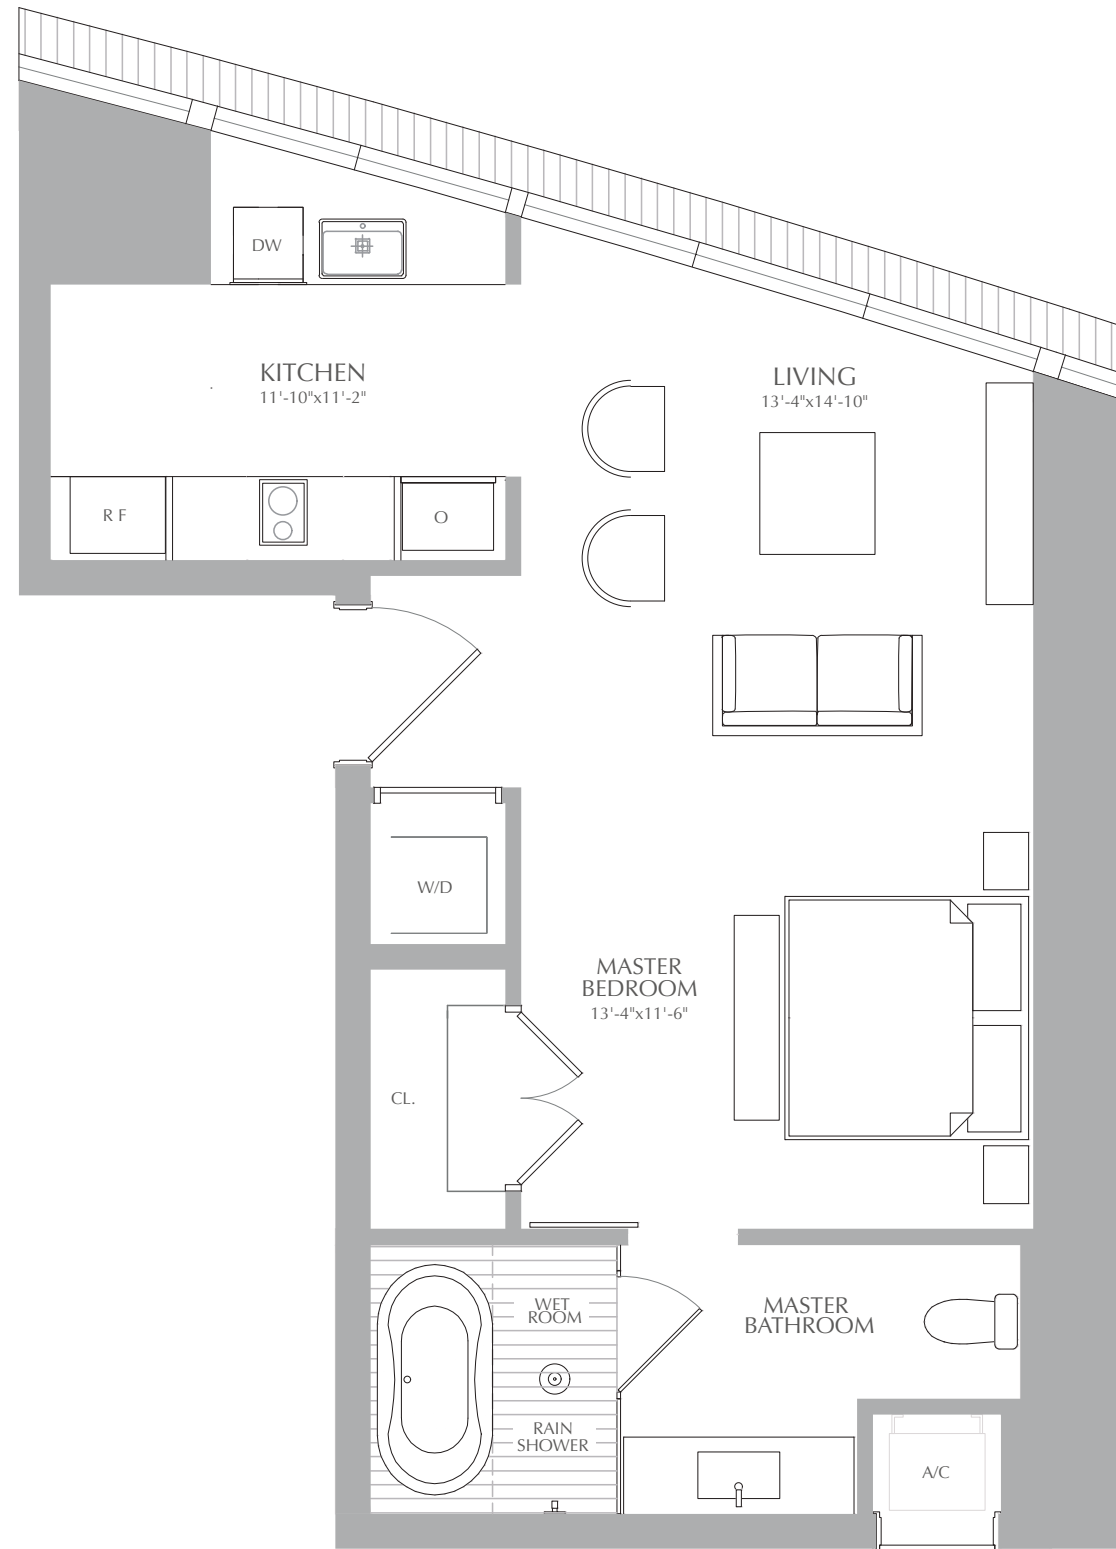 DW
KITCHEN
11'-10"x11'-2"
LIVING
13'-4"x14'-10"
R F
O
W/D
MASTER
BEDROOM
13'-4"x11'-6"
CL.
WET
ROOM
MASTER
BATHROOM
RAIN
SHOWER
A/C